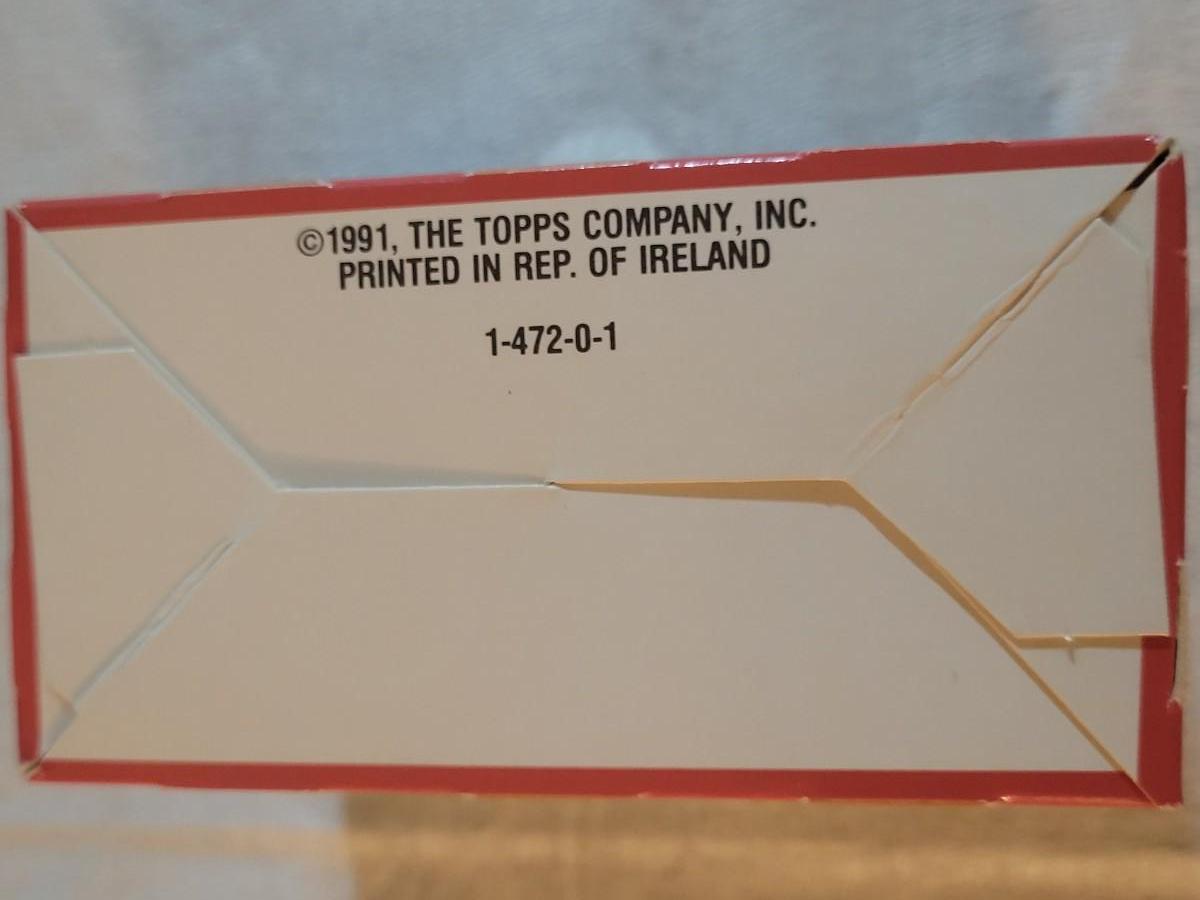 ©1991, THE TOPPS COMPANY, INC.
PRINTED IN REP. OF IRELAND
1-472-0-1